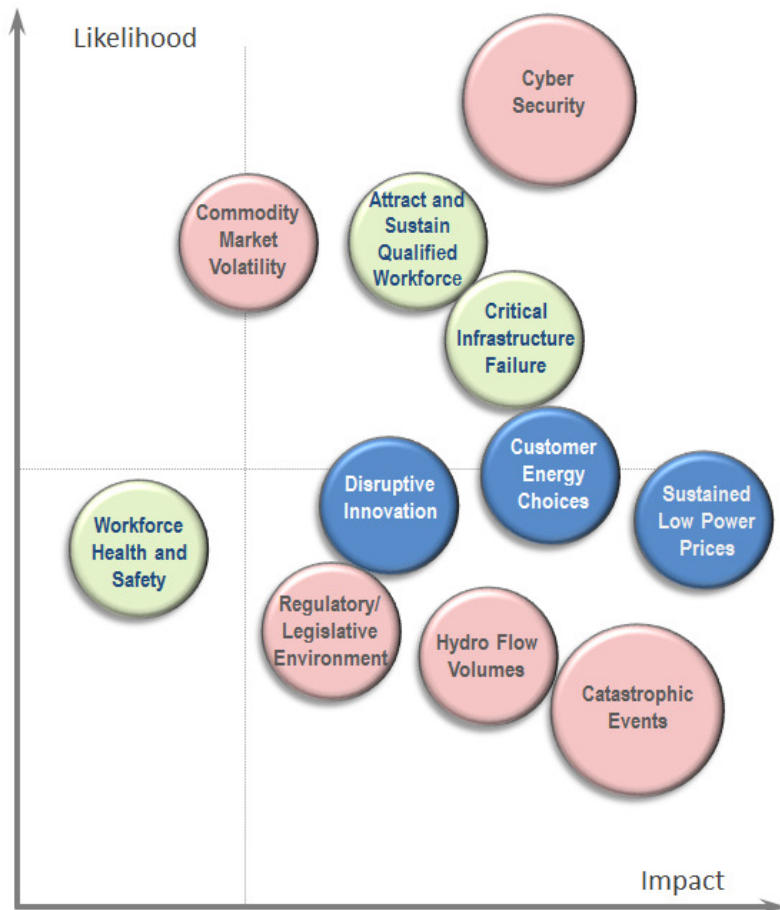 Likelihood
Cyber
Security
Commodity
Market
Volatility
Attract and
Sustain
Qualified
Workforce
Critical
Infrastructure
Failure
Customer
Energy
Choices
Disruptive
Innovation
Sustained
Low Power
Prices
Workforce
Health and
Safety
Regulatory/
Legislative
Environment
Hydro Flow
Volumes
Catastrophic
Events
Impact